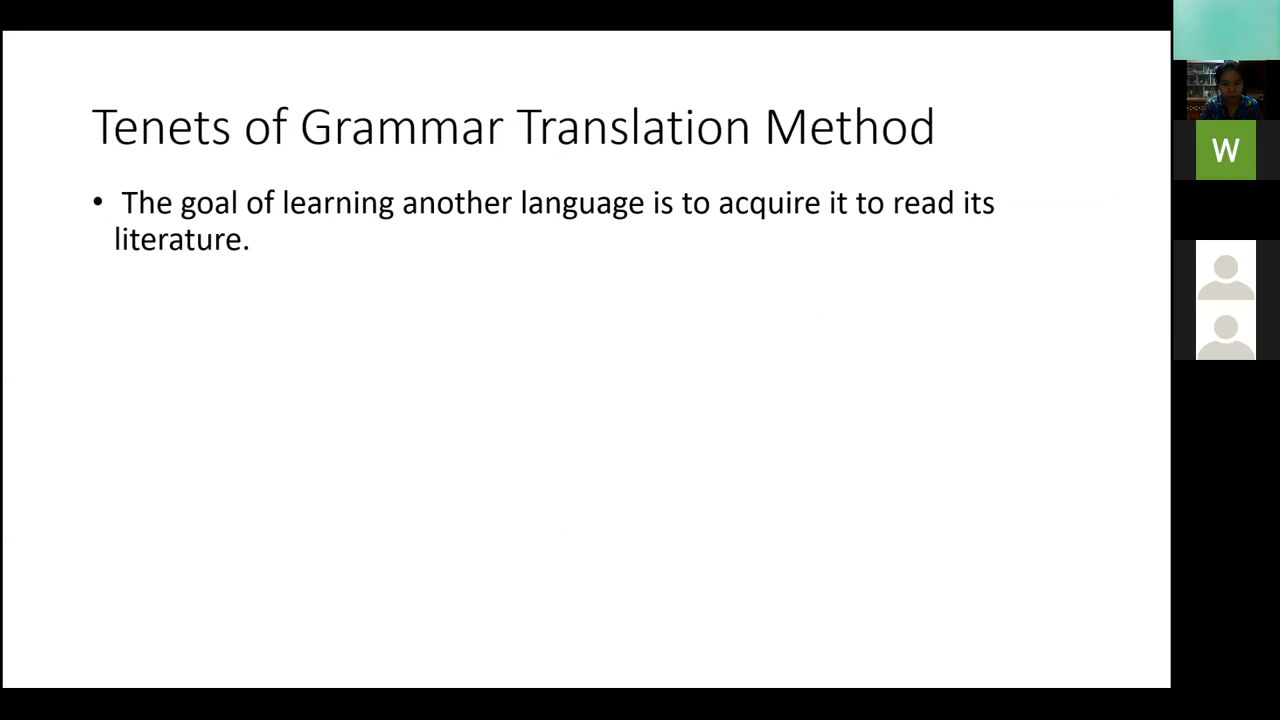 Tenets of Grammar Translation Method
• The goal of learning another language is to acquire it to read its
literature.
W